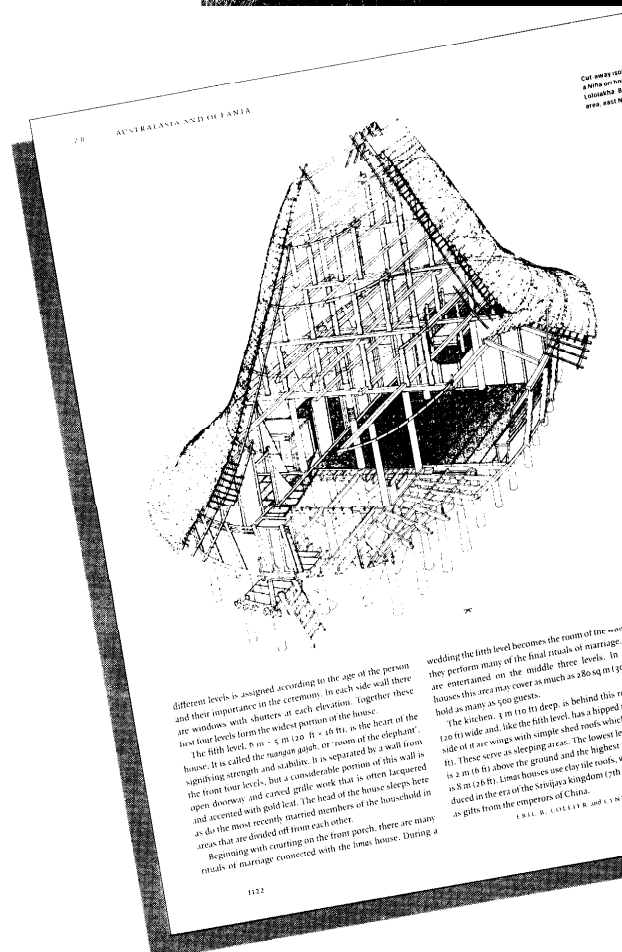 28 AUSTRALASIA AND OCEANIA
Cut away
a Niha
Lololakha
area, east
different levels is assigned according to the age of the person
and their importance in the ceremony. In each side wall there
are windows with shutters at each elevation. Together these
first four levels form the widest portion of the house.
The fifth level, 6 m × 5 m (20 ft × 16 ft), is the heart of the
house. It is called the ruangan gajah, or 'room of the elephant',
signifying strength and stability. It is separated by a wall from
the front four levels, but a considerable portion of this wall is
open doorway and carved grille work that is often lacquered
and accented with gold leaf. The head of the house sleeps here
as do the most recently married members of the household in
areas that are divided off from each other.
Beginning with courting on the front porch, there are many
rituals of marriage connected with the limas house. During a
wedding the fifth level becomes the room of the
they perform many of the final rituals of marriage.
are entertained on the middle three levels. In
houses this area may cover as much as 280 sq m
hold as many as 500 guests.
The kitchen, 3 m (10 ft) deep, is behind this
(20 ft) wide and, like the fifth level, has a hipped
side of it are wings with simple shed roofs which
ft). These serve as sleeping areas. The lowest
is 2 m (6 ft) above the ground and the highest
is 8 m (26 ft). Limas houses use clay tile roofs,
duced in the era of the Srivijaya kingdom (7th
as gifts from the emperors of China.
ERIC R. COLLIER and
1122